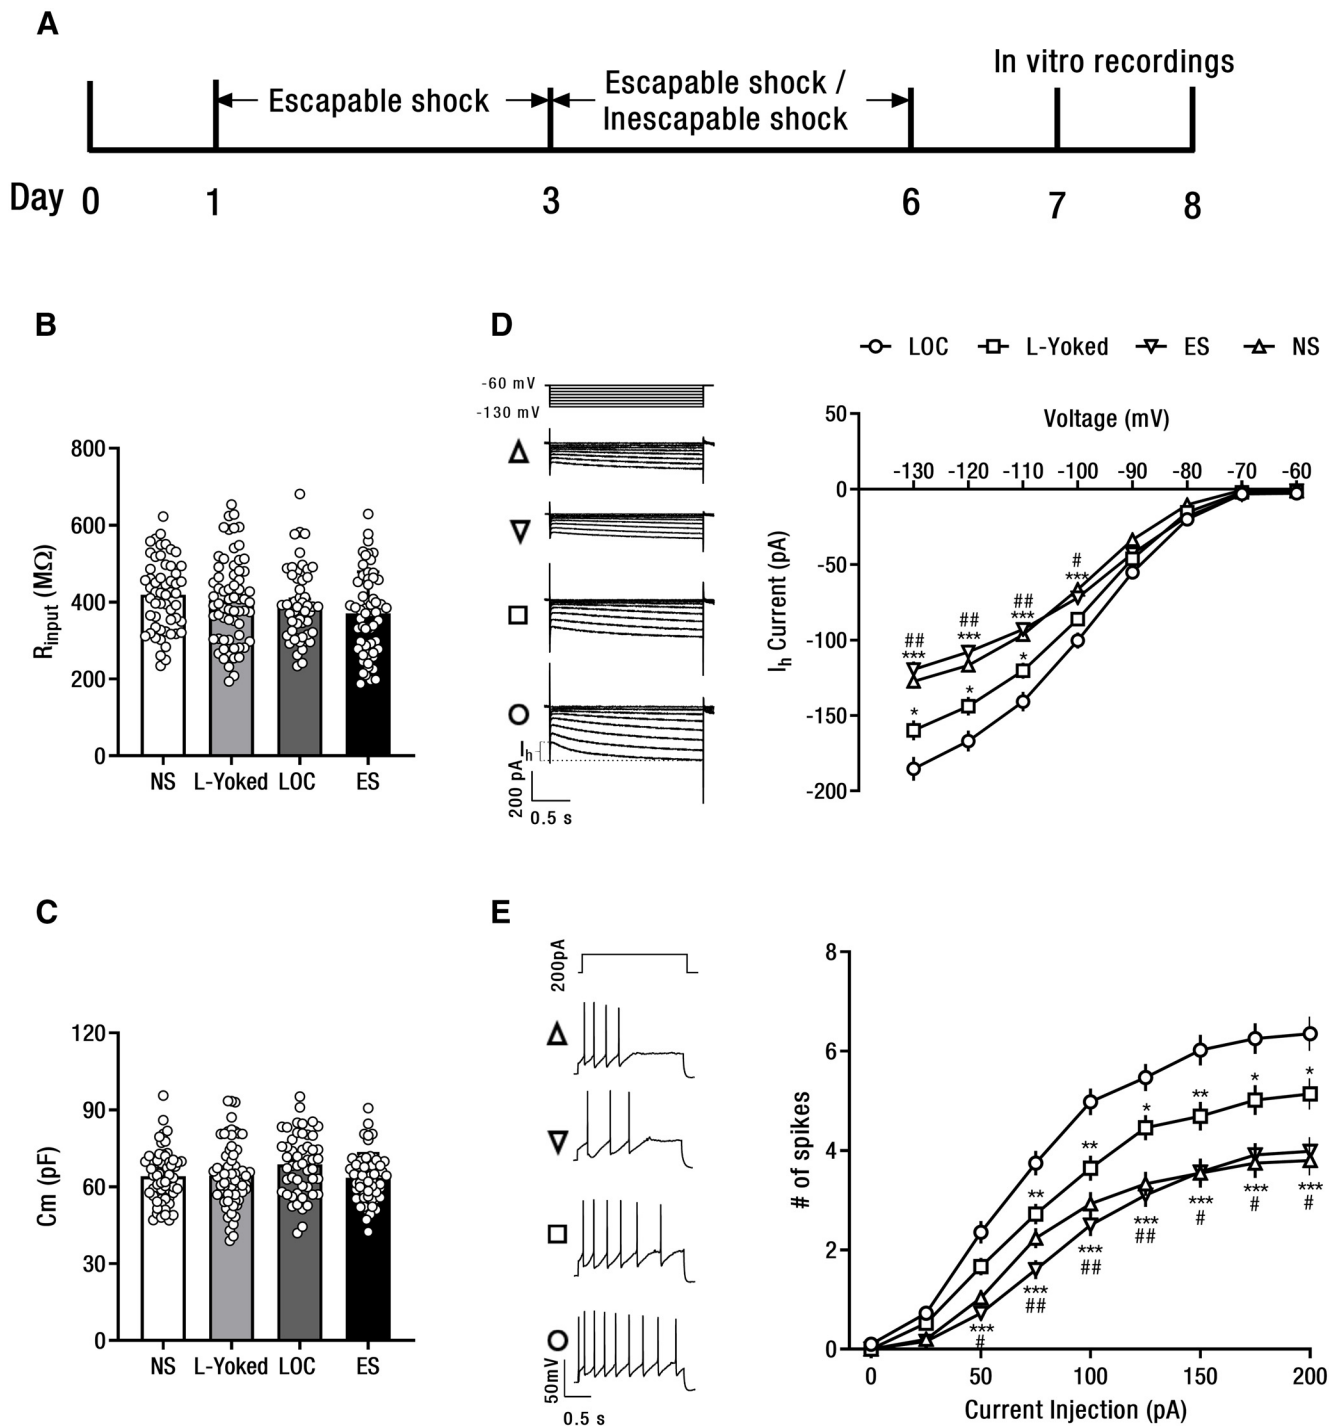 A
Escapable shock
Escapable shock /
Inescapable shock
In vitro recordings
Day 0 1 3 6 7 8
B
Rinput (MΩ)
800
600
400
200
0
NS L-Yoked LOC ES
C
Cm (pF)
120
90
60
30
0
NS L-Yoked LOC ES
D
-60 mV
-130 mV
Ih
200 pA
0.5 s
LOC L-Yoked ES NS
Voltage (mV)
-130 -120 -110 -100 -90 -80 -70 -60
Ih Current (pA)
50
0
-50
-100
-150
-200
#
***
##
***
##
***
##
***
*
*
*
E
200pA
50mV
0.5 s
# of spikes
8
6
4
2
0
**
**
*
**
*
*
***
#
***
##
***
##
***
##
***
#
***
#
***
#
0 50 100 150 200
Current Injection (pA)